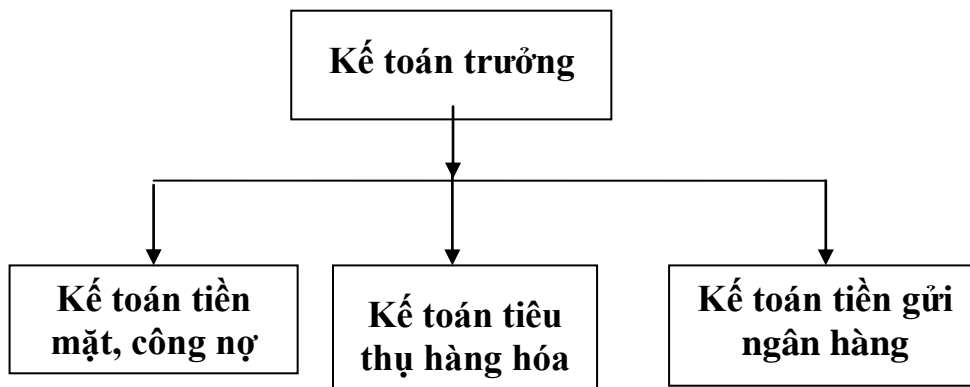 Kế toán trưởng
Kế toán tiền
mặt, công nợ
Kế toán tiêu
thụ hàng hóa
Kế toán tiền gửi
ngân hàng